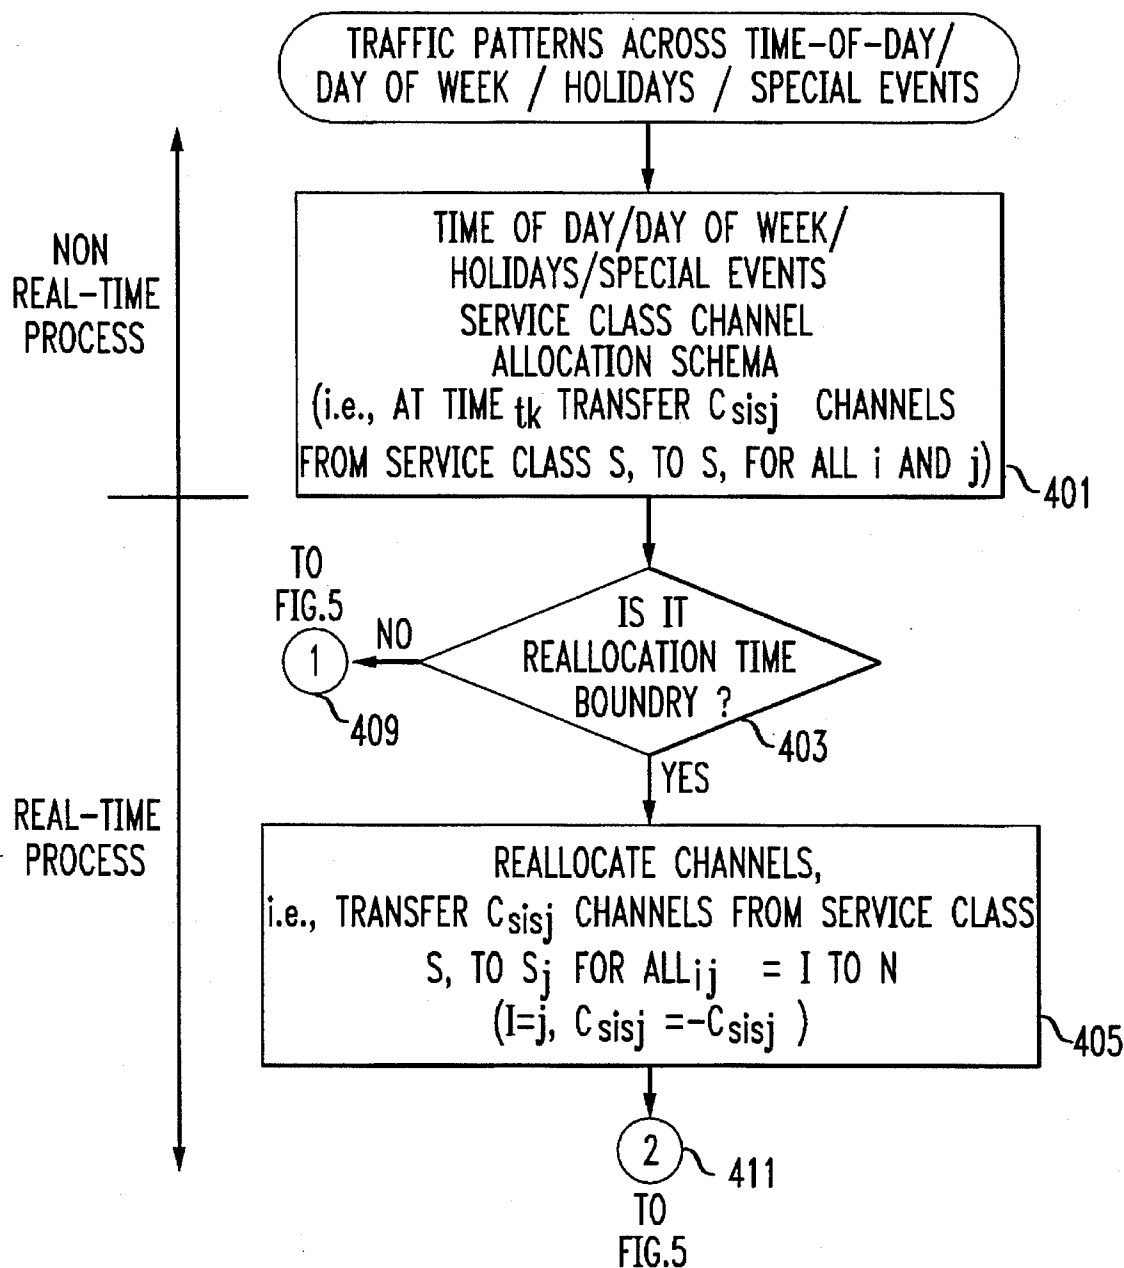 TRAFFIC PATTERNS ACROSS TIME-OF-DAY/
DAY OF WEEK / HOLIDAYS / SPECIAL EVENTS
NON
REAL-TIME
PROCESS
TIME OF DAY/DAY OF WEEK/
HOLIDAYS/SPECIAL EVENTS
SERVICE CLASS CHANNEL
ALLOCATION SCHEMA
(i.e., AT TIME tk TRANSFER Csisj CHANNELS
FROM SERVICE CLASS S, TO S, FOR ALL i AND j)
401
TO
FIG.5
1
409
NO
IS IT
REALLOCATION TIME
BOUNDRY ?
403
YES
REAL-TIME
PROCESS
REALLOCATE CHANNELS,
i.e., TRANSFER Csisj CHANNELS FROM SERVICE CLASS
S, TO Sj FOR ALL ij = I TO N
(I=j, Csisj =-Csisj )
405
2
411
TO
FIG.5